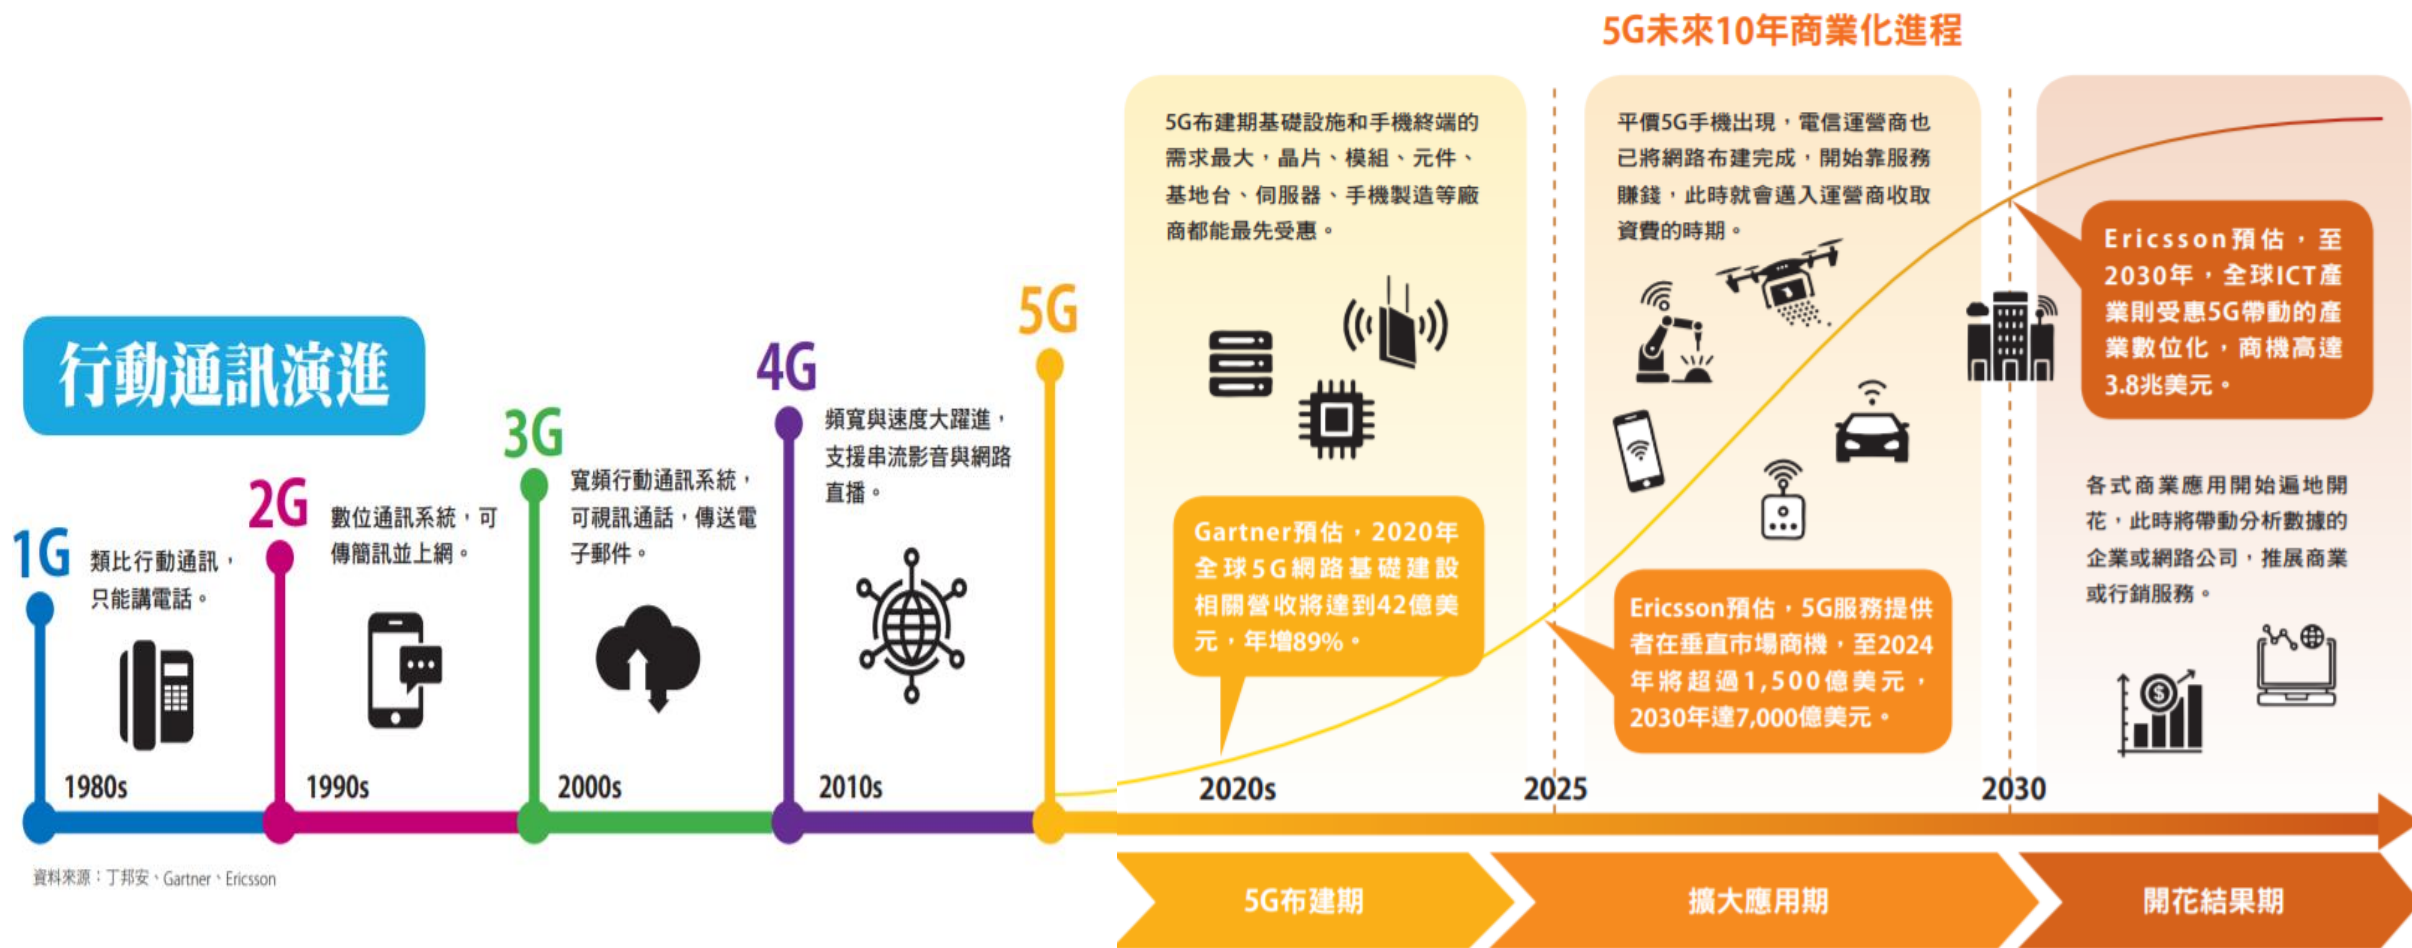 5G未來10年商業化進程
行動通訊演進
1G
類比行動通訊，
只能講電話。
1980s
2G
數位通訊系統，可
傳簡訊並上網。
1990s
3G
寬頻行動通訊系統，
可視訊通話，傳送電
子郵件。
2000s
4G
頻寬與速度大躍進，
支援串流影音與網路
直播。
2010s
5G
5G布建期基礎設施和手機終端的
需求最大，晶片、模組、元件、
基地台、伺服器、手機製造等廠
商都能最先受惠。
Gartner預估，2020年
全球5G網路基礎建設
相關營收將達到42億美
元，年增89%。
2020s
平價5G手機出現，電信運營商也
已將網路布建完成，開始靠服務
賺錢，此時就會邁入運營商收取
資費的時期。
Ericsson預估，5G服務提供
者在垂直市場商機，至2024
年將超過1,500億美元，
2030年達7,000億美元。
2025
Ericsson預估，至
2030年，全球ICT產
業則受惠5G帶動的產
業數位化，商機高達
3.8兆美元。
各式商業應用開始遍地開
花，此時將帶動分析數據的
企業或網路公司，推展商業
或行銷服務。
$
2030
資料來源：丁邦安、Gartner、Ericsson
5G布建期
擴大應用期
開花結果期